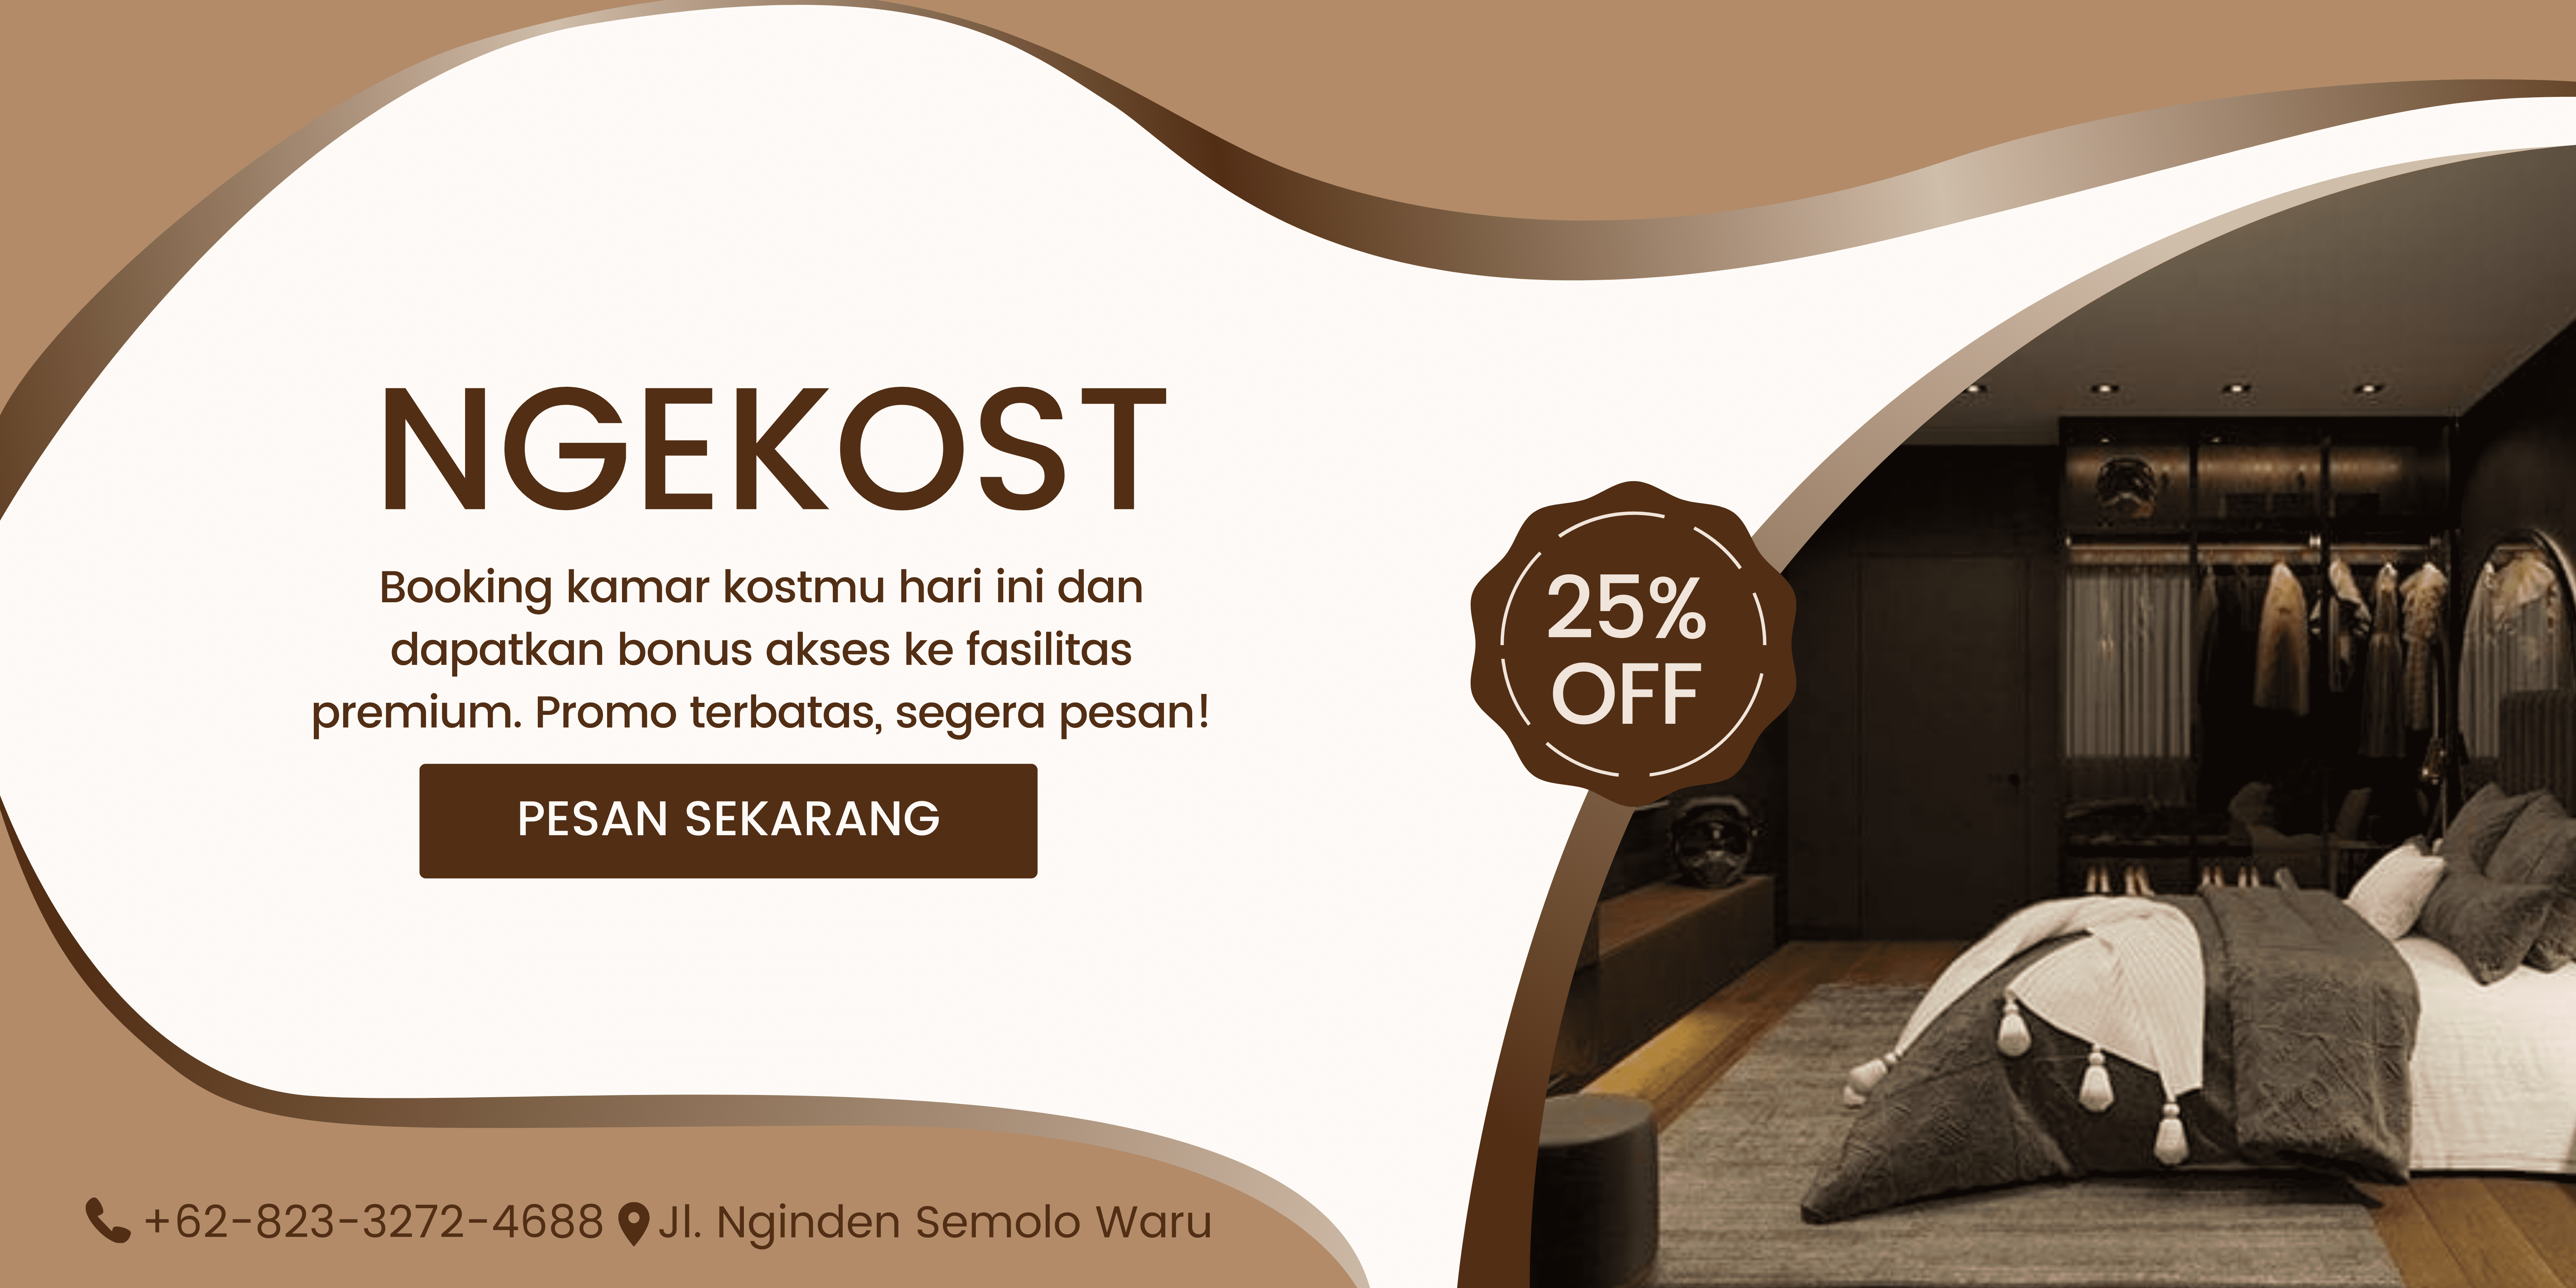 NGEKOST
Booking kamar kostmu hari ini dan
dapatkan bonus akses ke fasilitas
premium. Promo terbatas, segera pesan!
PESAN SEKARANG
25%
OFF
+62-823-3272-4688 Jl. Nginden Semolo Waru